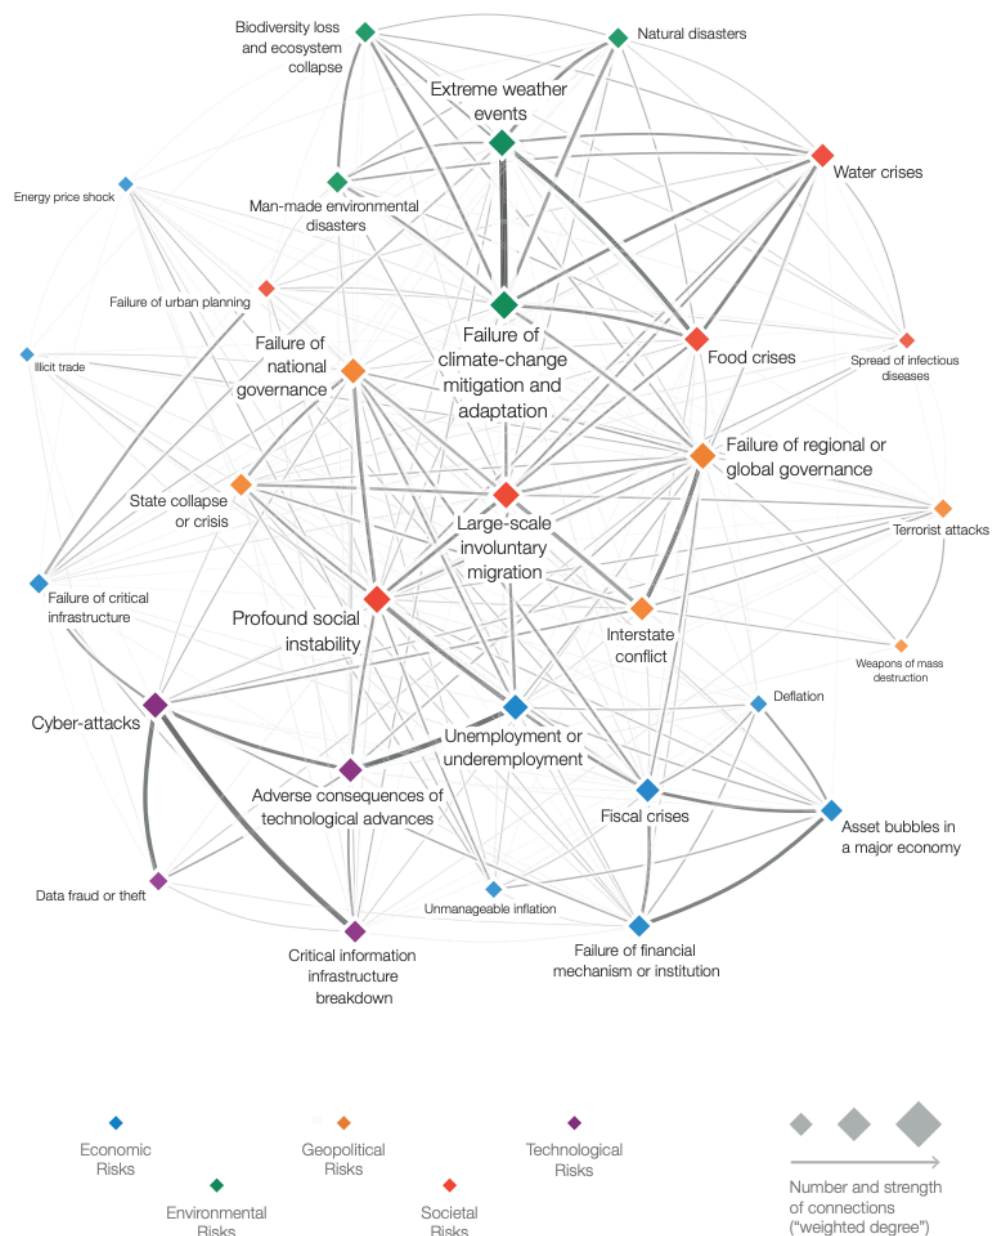 Biodiversity loss
and ecosystem
collapse
Natural disasters
Extreme weather
events
Water crises
Energy price shock
Man-made environmental
disasters
Failure of urban planning
Failure of
national
governance
Failure of
climate-change
mitigation and
adaptation
Food crises
Spread of infectious
diseases
Illicit trade
Failure of regional or
global governance
State collapse
or crisis
Large-scale
involuntary
migration
Terrorist attacks
Failure of critical
infrastructure
Profound social
instability
Interstate
conflict
Weapons of mass
destruction
Deflation
Cyber-attacks
Unemployment or
underemployment
Adverse consequences of
technological advances
Fiscal crises
Asset bubbles in
a major economy
Data fraud or theft
Unmanageable inflation
Critical information
infrastructure
breakdown
Failure of financial
mechanism or institution
Economic
Risks
Geopolitical
Risks
Technological
Risks
Environmental
Risks
Societal
Risks
Number and strength
of connections
(“weighted degree”)